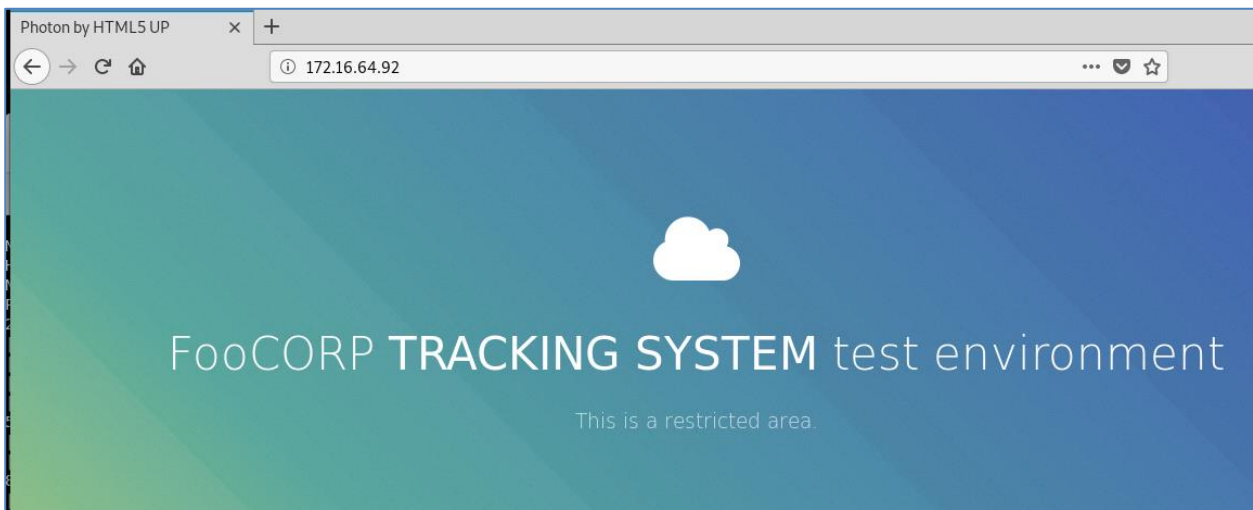 Photon by HTML5 UP
172.16.64.92
FooCORP TRACKING SYSTEM test environment
This is a restricted area.